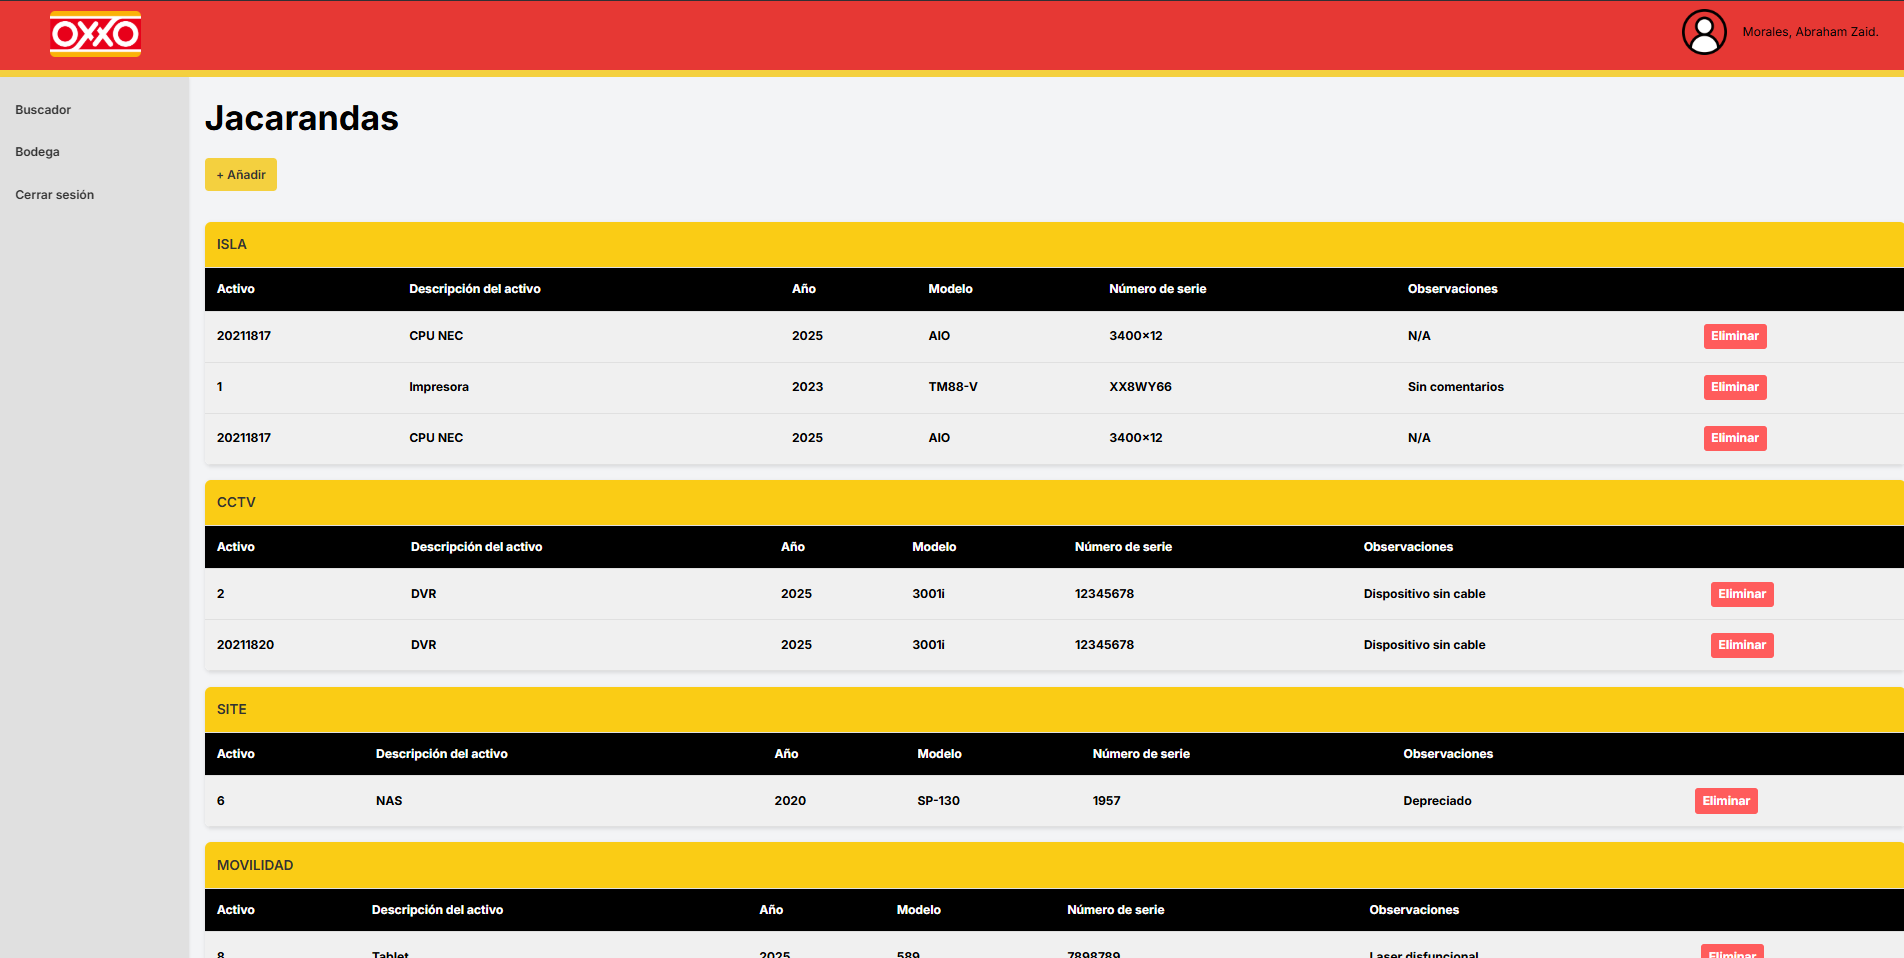 OXXO
Morales, Abraham Zaid.
Buscador
Bodega
Cerrar sesión
Jacarandas
+ Añadir
ISLA
Activo Descripción del activo Año Modelo Número de serie Observaciones
20211817 CPU NEC 2025 AIO 3400x12 N/A Eliminar
1 Impresora 2023 TM88-V XX8WY66 Sin comentarios Eliminar
20211817 CPU NEC 2025 AIO 3400x12 N/A Eliminar
CCTV
Activo Descripción del activo Año Modelo Número de serie Observaciones
2 DVR 2025 3001i 12345678 Dispositivo sin cable Eliminar
20211820 DVR 2025 3001i 12345678 Dispositivo sin cable Eliminar
SITE
Activo Descripción del activo Año Modelo Número de serie Observaciones
6 NAS 2020 SP-130 1957 Depreciado Eliminar
MOVILIDAD
Activo Descripción del activo Año Modelo Número de serie Observaciones
8 Tablet 2025 589 7898789 Laser disfuncional Eliminar